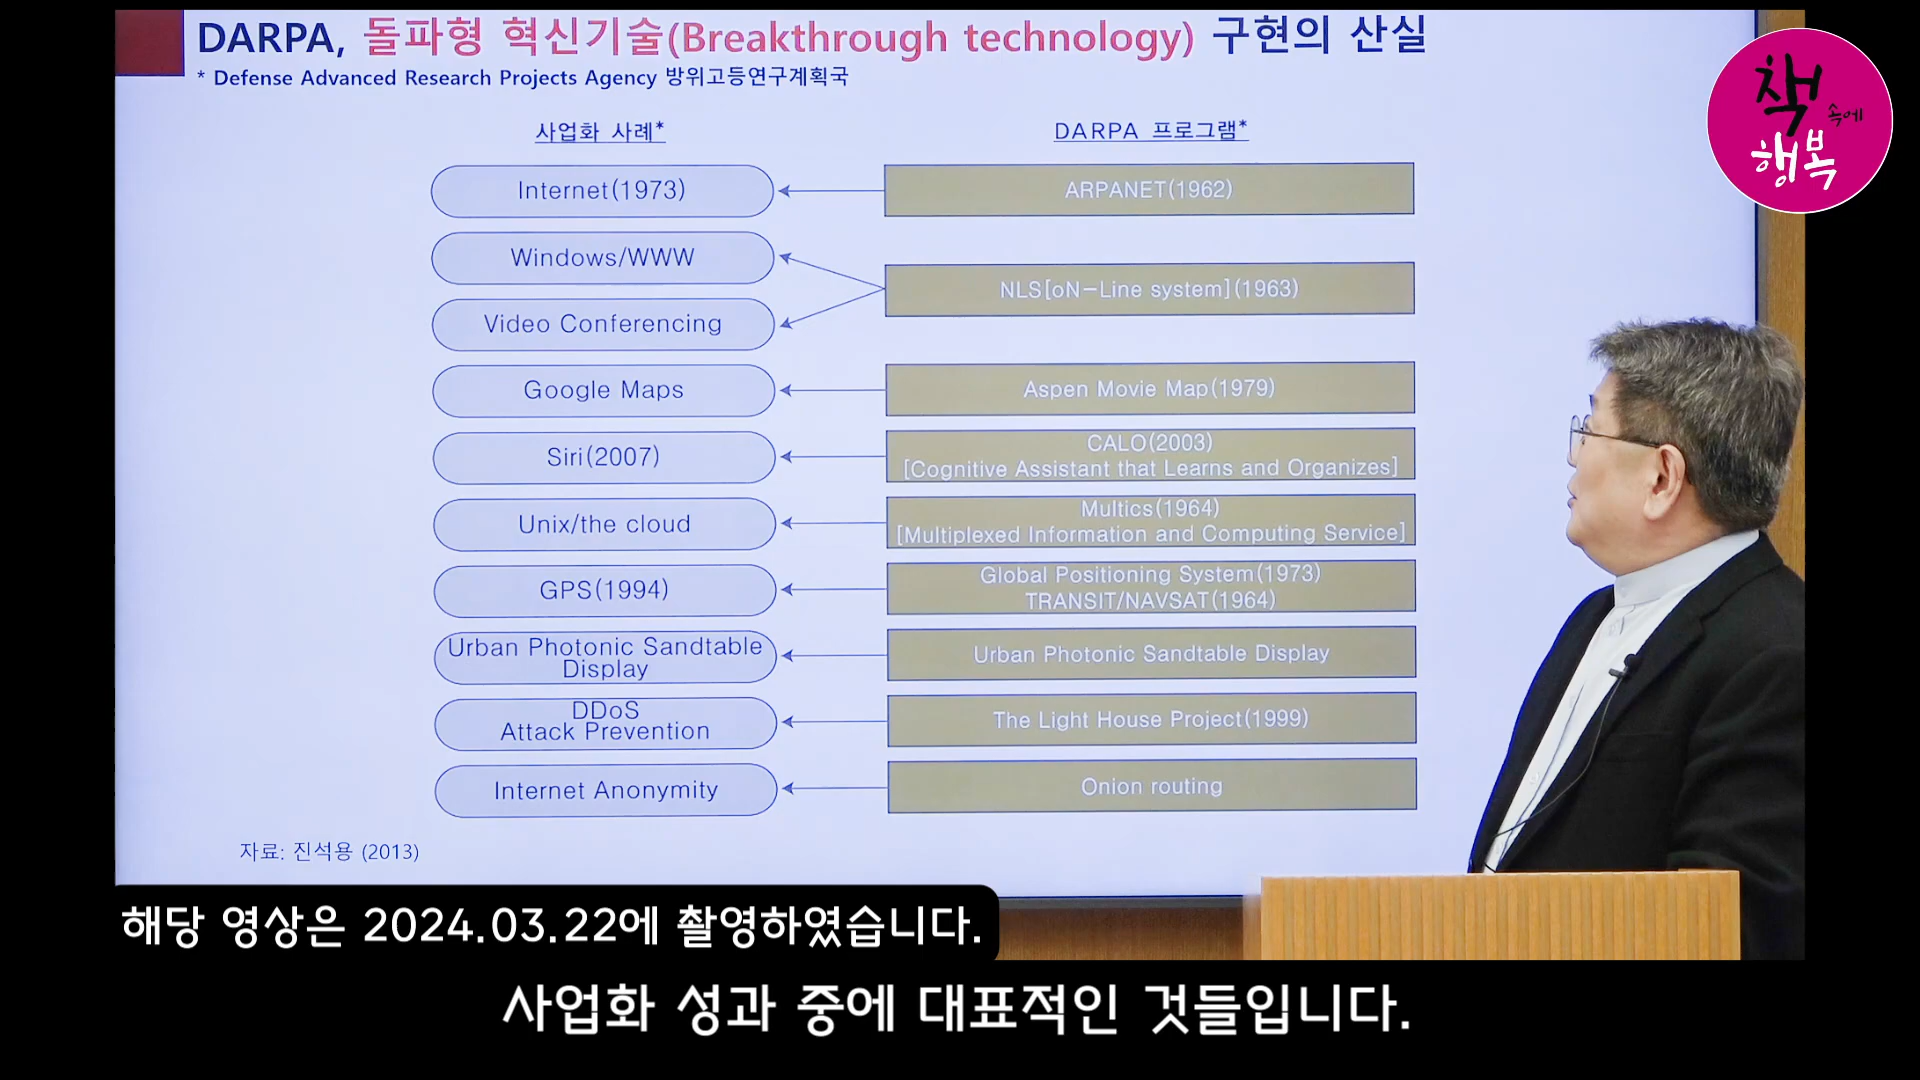 DARPA, 돌파형 혁신기술(Breakthrough technology) 구현의 산실
* Defense Advanced Research Projects Agency 방위고등연구계획국
책
속에
행복
사업화 사례*
DARPA 프로그램*
Internet(1973)
ARPANET(1962)
Windows/WWW
NLS[oN-Line system](1963)
Video Conferencing
Google Maps
Aspen Movie Map(1979)
Siri(2007)
CALO(2003)
[Cognitive Assistant that Learns and Organizes]
Unix/the cloud
Multics(1964)
[Multiplexed Information and Computing Service]
GPS(1994)
Global Positioning System(1973)
TRANSIT/NAVSAT(1964)
Urban Photonic Sandtable
Display
Urban Photonic Sandtable Display
DDoS
Attack Prevention
The Light House Project(1999)
Internet Anonymity
Onion routing
자료: 진석용 (2013)
해당 영상은 2024.03.22에 촬영하였습니다.
사업화 성과 중에 대표적인 것들입니다.